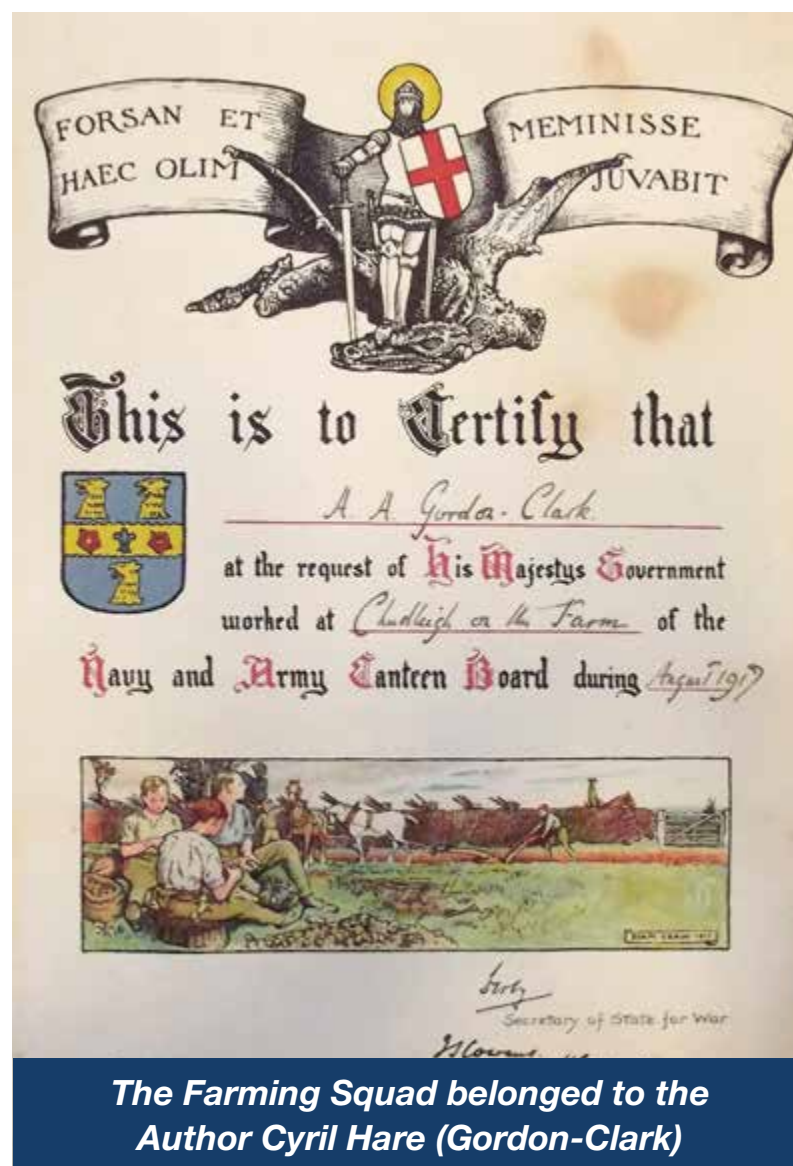 FORSAN ET
HAEC OLIM
MEMINISSE
JUVABIT
This is to Certify that
A. A. Gordon-Clark.
at the request of His Majestys Government
worked at Chudleigh on the Farm of the
Navy and Army Canteen Board during August 1917
Derby
Secretary of State for War
The Farming Squad belonged to the
Author Cyril Hare (Gordon-Clark)